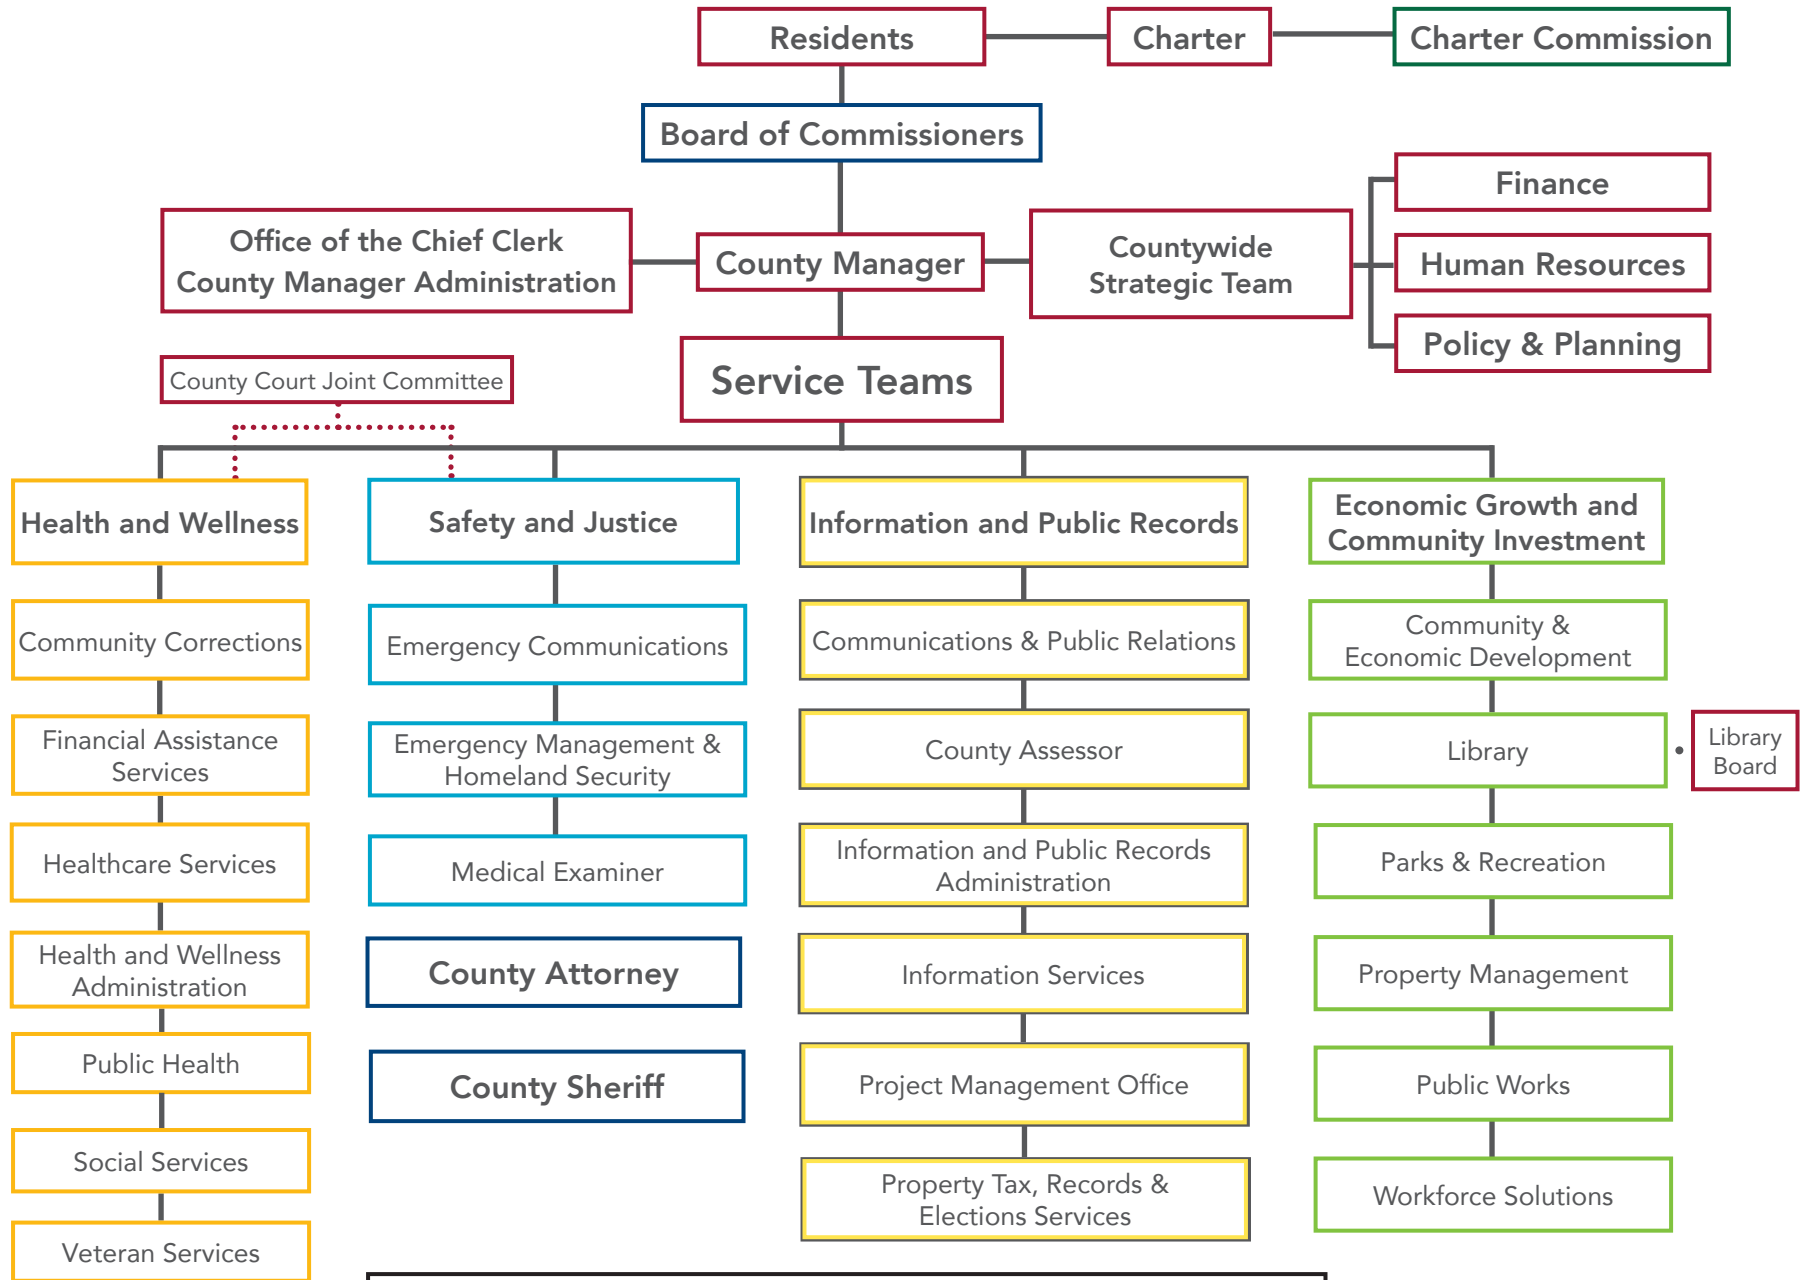 Residents
Charter
Charter Commission
Board of Commissioners
Finance
Office of the Chief Clerk
County Manager Administration
County Manager
Countywide
Strategic Team
Human Resources
Policy & Planning
County Court Joint Committee
Service Teams
Health and Wellness
Community Corrections
Financial Assistance
Services
Healthcare Services
Health and Wellness
Administration
Public Health
Social Services
Veteran Services
Safety and Justice
Emergency Communications
Emergency Management &
Homeland Security
Medical Examiner
County Attorney
County Sheriff
Information and Public Records
Communications & Public Relations
County Assessor
Information and Public Records
Administration
Information Services
Project Management Office
Property Tax, Records &
Elections Services
Economic Growth and
Community Investment
Community &
Economic Development
Library
Library
Board
Parks & Recreation
Property Management
Public Works
Workforce Solutions